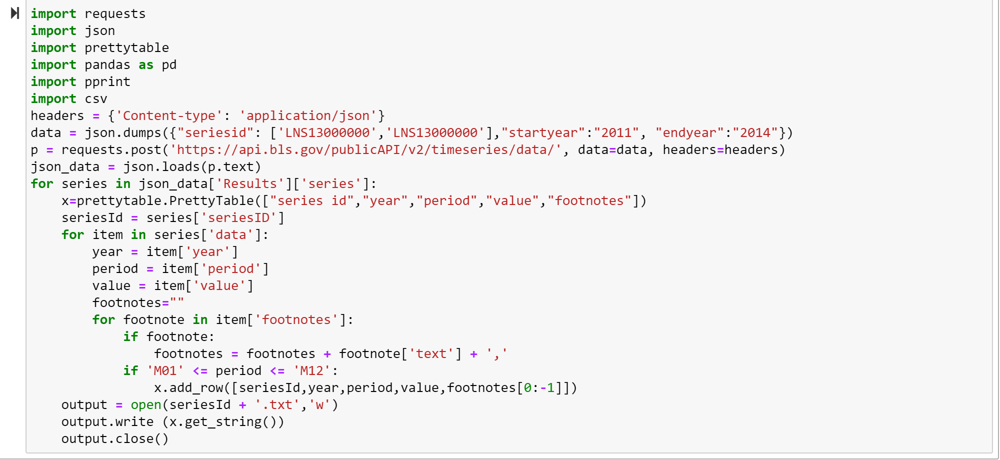 import requests
import json
import prettytable
import pandas as pd
import pprint
import csv
headers = {'Content-type': 'application/json'}
data = json.dumps({"seriesid": ['LNS13000000','LNS13000000'],"startyear":"2011", "endyear":"2014"})
p = requests.post('https://api.bls.gov/publicAPI/v2/timeseries/data/', data=data, headers=headers)
json_data = json.loads(p.text)
for series in json_data['Results']['series']:
    x=prettytable.PrettyTable(["series id","year","period","value","footnotes"])
    seriesId = series['seriesID']
    for item in series['data']:
        year = item['year']
        period = item['period']
        value = item['value']
        footnotes=""
        for footnote in item['footnotes']:
            if footnote:
                footnotes = footnotes + footnote['text'] + ','
            if 'M01' <= period <= 'M12':
                x.add_row([seriesId,year,period,value,footnotes[0:-1]])
    output = open(seriesId + '.txt','w')
    output.write (x.get_string())
    output.close()